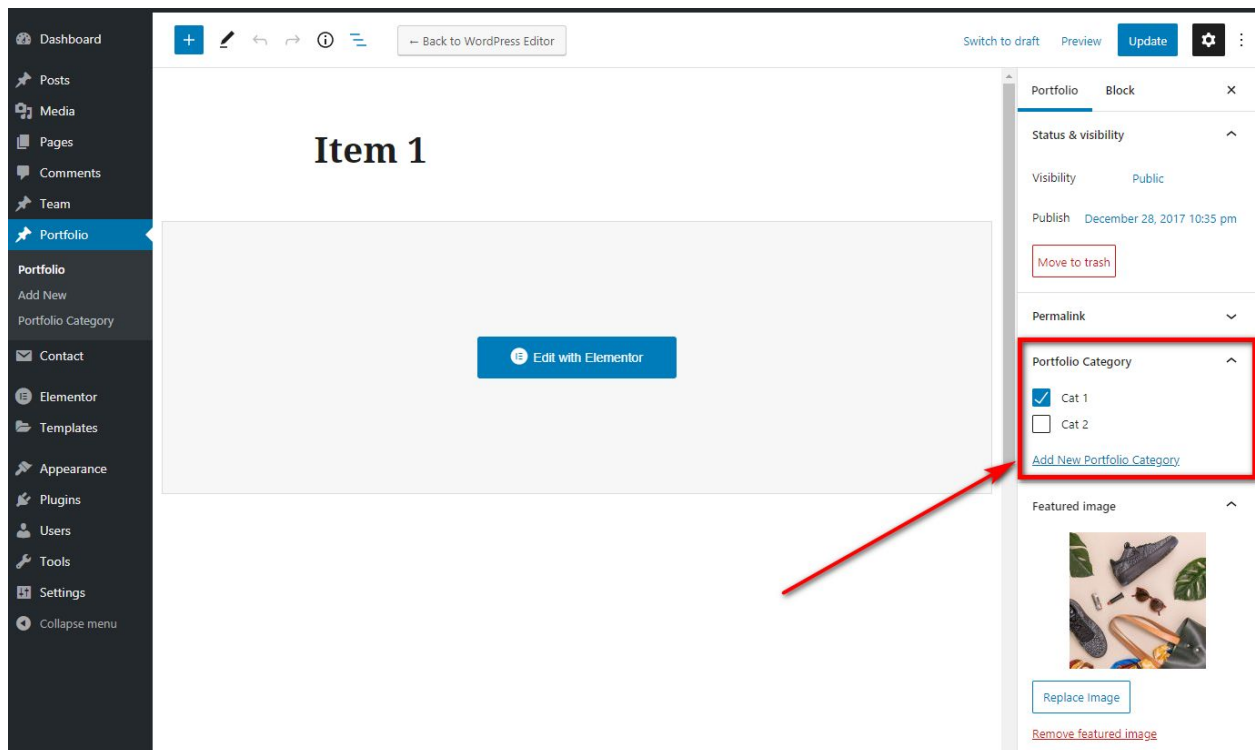 Dashboard
Posts
Media
Pages
Comments
Team
Portfolio
Portfolio
Add New
Portfolio Category
Contact
Elementor
Templates
Appearance
Plugins
Users
Tools
Settings
Collapse menu
← Back to WordPress Editor
Switch to draft Preview Update
Item 1
Edit with Elementor
Portfolio Block
Status & visibility
Visibility Public
Publish December 28, 2017 10:35 pm
Move to trash
Permalink
Portfolio Category
Cat 1
Cat 2
Add New Portfolio Category
Featured image
Replace Image
Remove featured image